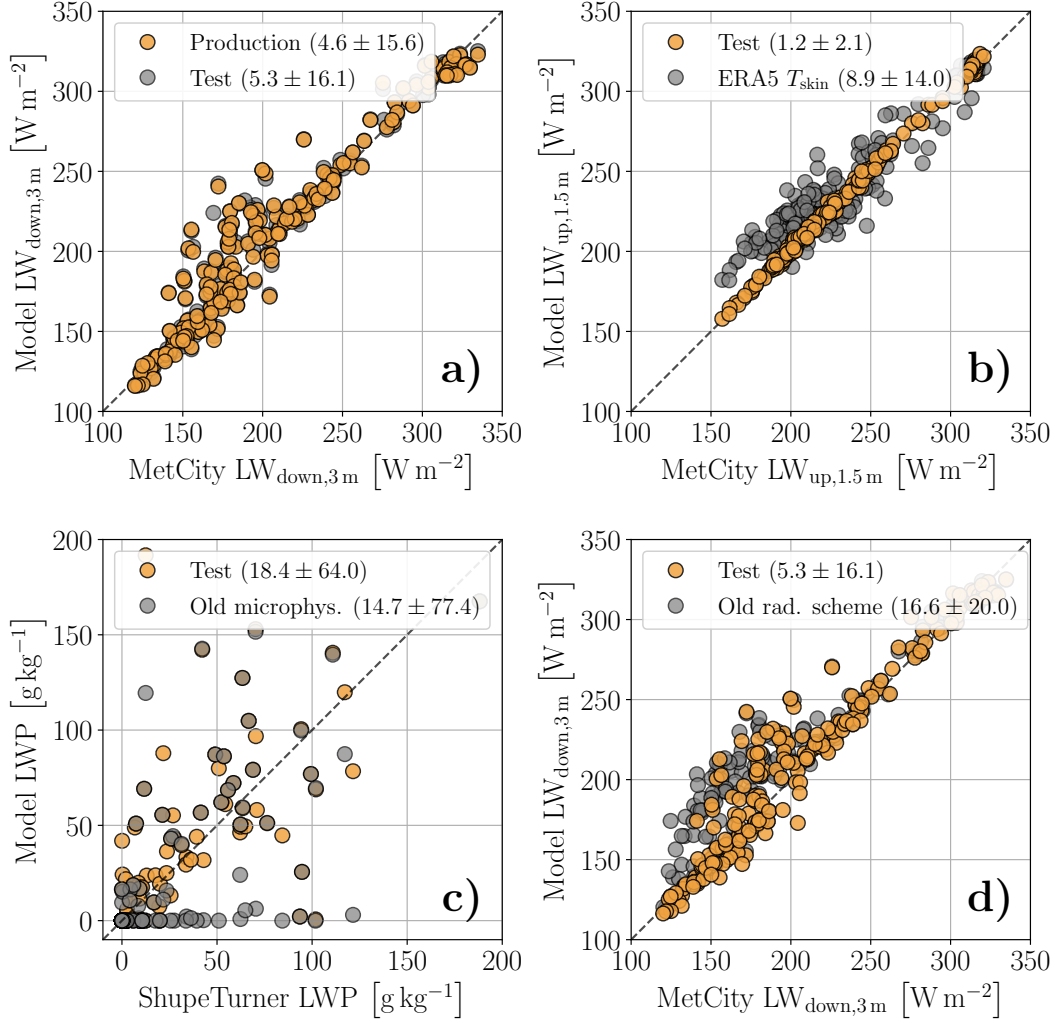 350
300
250
200
150
100
Model LW_down,3 m [W m^−2]
Production (4.6 ± 15.6)
Test (5.3 ± 16.1)
a)
100 150 200 250 300 350
MetCity LW_down,3 m [W m^−2]
350
300
250
200
150
100
Model LW_up,1.5 m [W m^−2]
Test (1.2 ± 2.1)
ERA5 T_skin (8.9 ± 14.0)
b)
100 150 200 250 300 350
MetCity LW_up,1.5 m [W m^−2]
200
150
100
50
0
Model LWP [g kg^−1]
Test (18.4 ± 64.0)
Old microphys. (14.7 ± 77.4)
c)
0 50 100 150 200
ShupeTurner LWP [g kg^−1]
350
300
250
200
150
100
Model LW_down,3 m [W m^−2]
Test (5.3 ± 16.1)
Old rad. scheme (16.6 ± 20.0)
d)
100 150 200 250 300 350
MetCity LW_down,3 m [W m^−2]